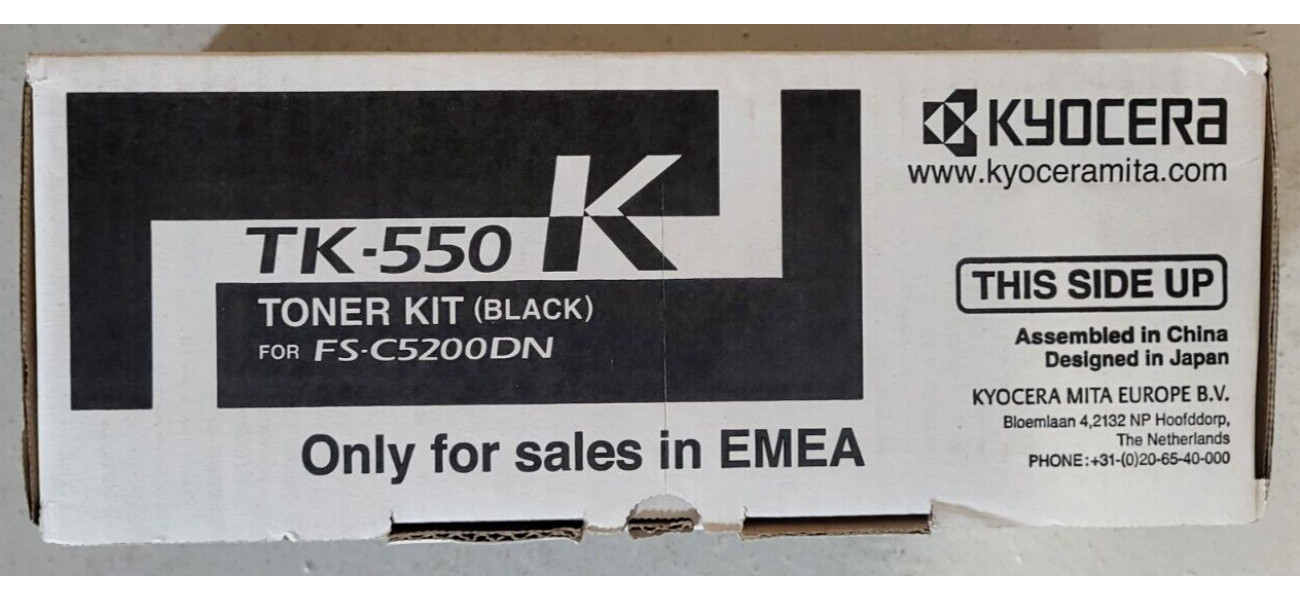 KYOCERA
www.kyoceramita.com
TK-550 K
TONER KIT (BLACK)
FOR FS-C5200DN
THIS SIDE UP
Assembled in China
Designed in Japan
KYOCERA MITA EUROPE B.V.
Bloemlaan 4,2132 NP Hoofddorp,
The Netherlands
PHONE:+31-(0)20-65-40-000
Only for sales in EMEA